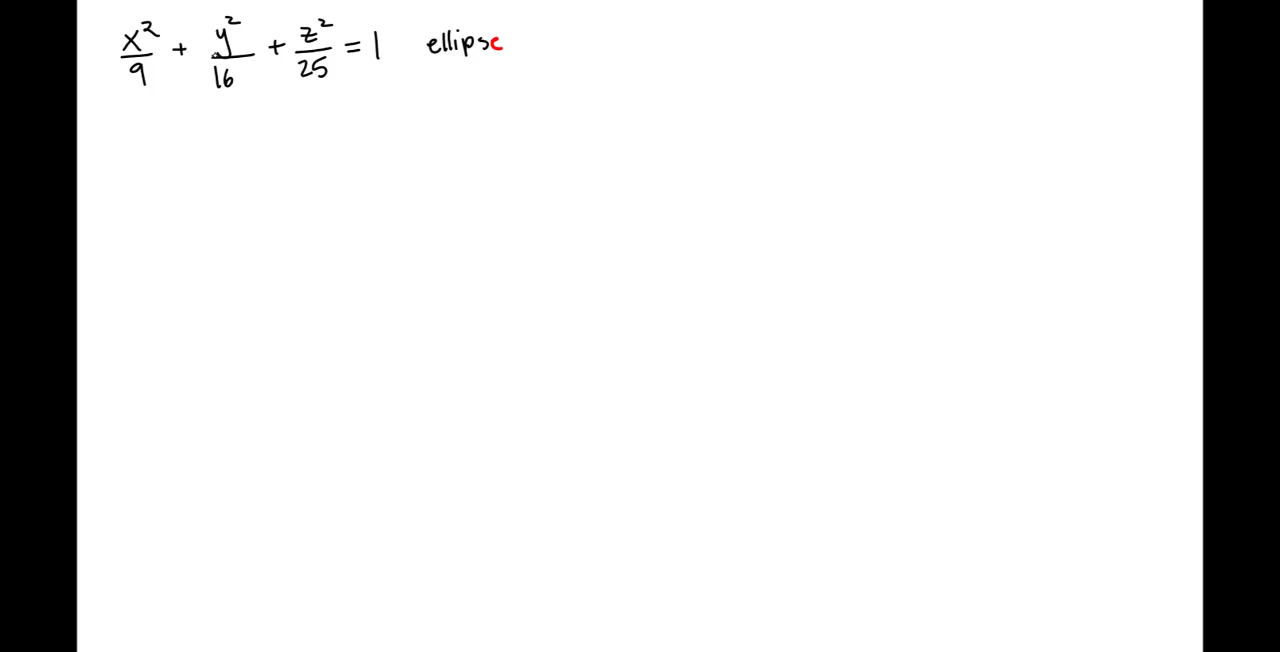 x²/9 + y²/16 + z²/25 = 1 ellipse